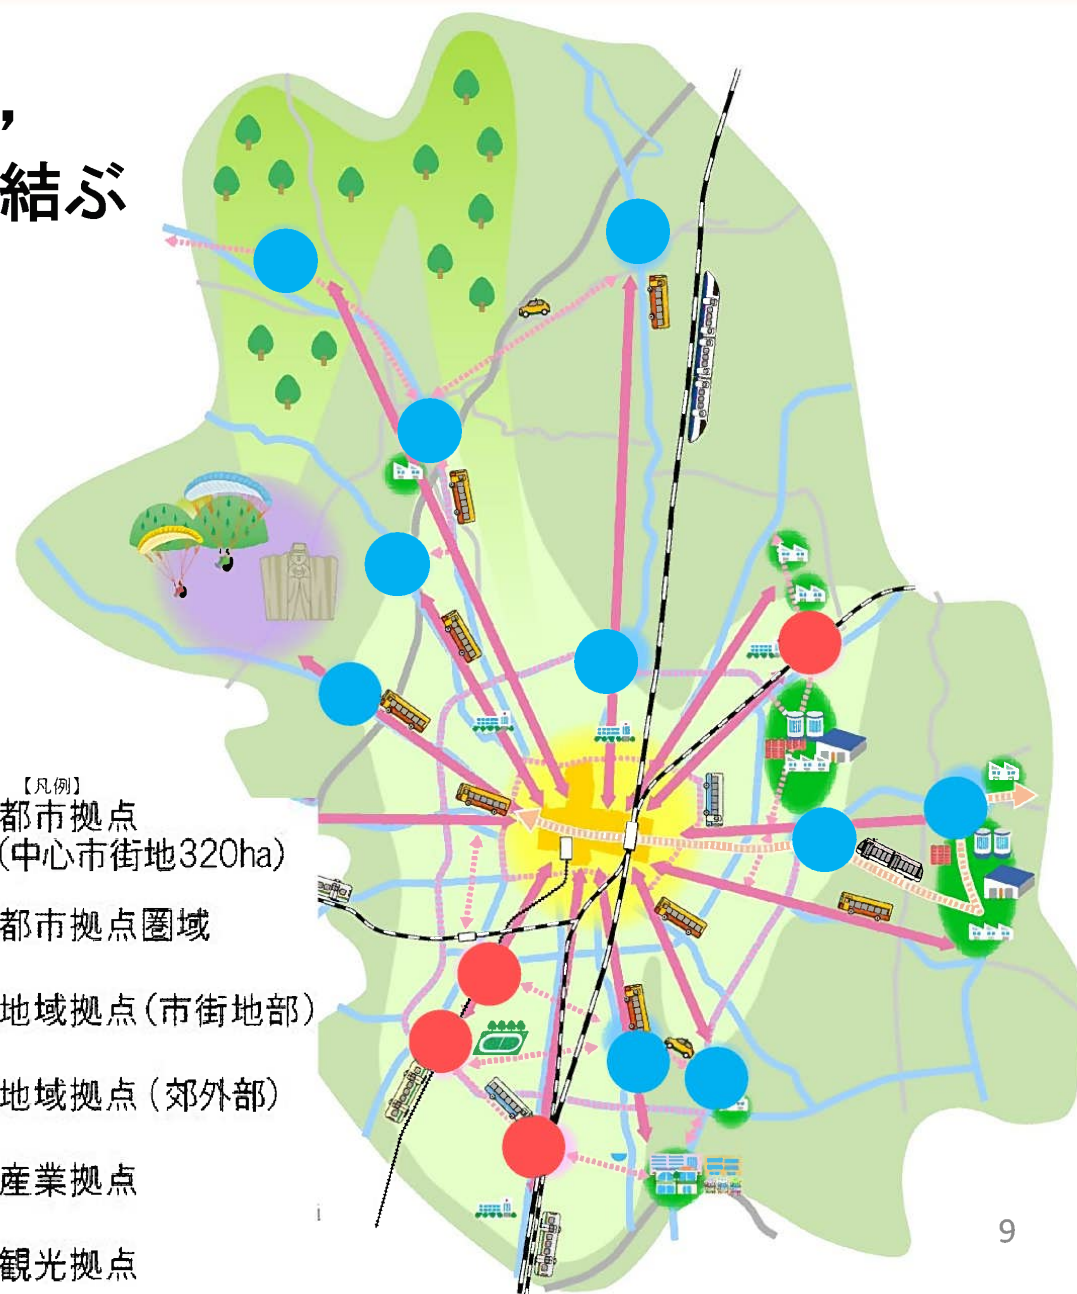 ，
結ぶ
【凡例】
都市拠点
(中心市街地320ha)
都市拠点圏域
地域拠点(市街地部)
地域拠点(郊外部)
産業拠点
観光拠点
i
9